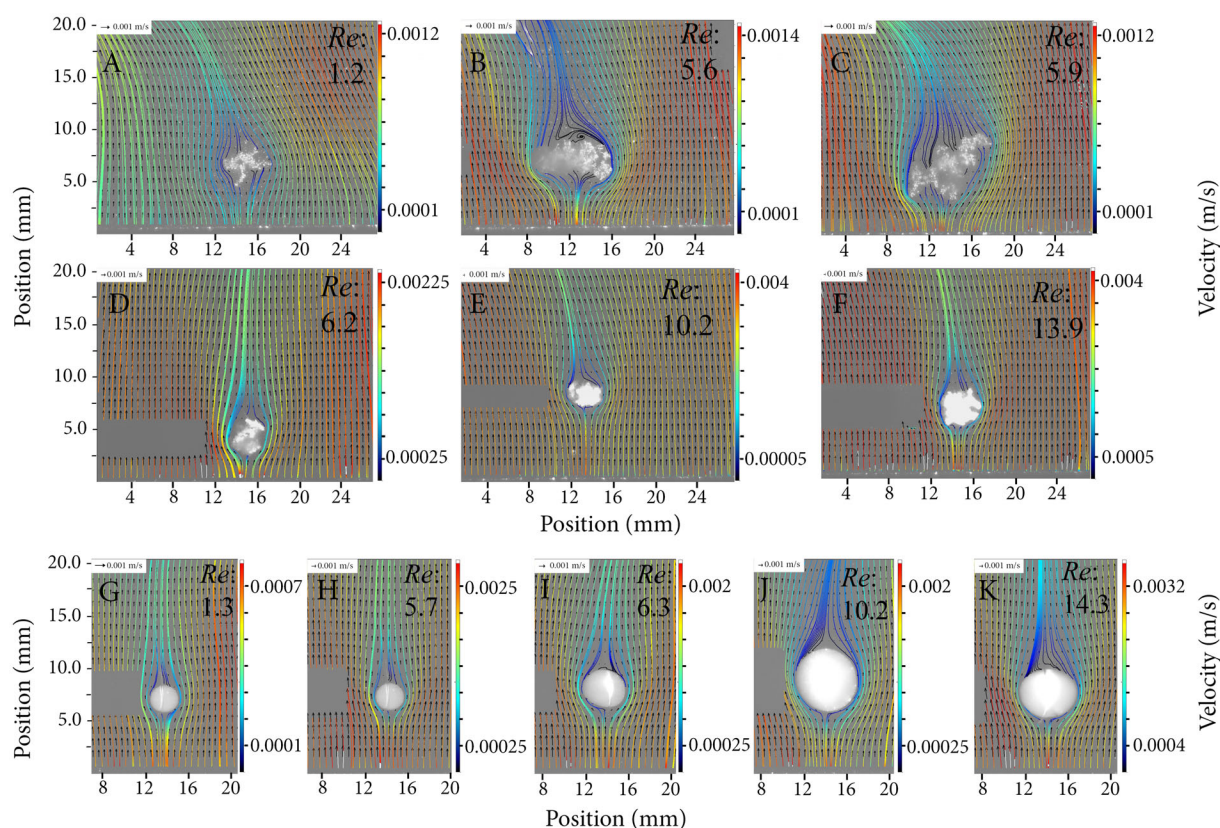 → 0.001 m/s
A
Re:
1.2
0.0012
0.0001
→ 0.001 m/s
B
Re:
5.6
0.0014
0.0001
→ 0.001 m/s
C
Re:
5.9
0.0012
0.0001
20.0
15.0
10.0
5.0
4 8 12 16 20 24
4 8 12 16 20 24
4 8 12 16 20 24
→ 0.001 m/s
D
Re:
6.2
0.00225
0.00025
0.001 m/s
E
Re:
10.2
0.004
0.00005
0.001 m/s
F
Re:
13.9
0.004
0.0005
20.0
15.0
10.0
5.0
4 8 12 16 20 24
4 8 12 16 20 24
4 8 12 16 20 24
Position (mm)
Velocity (m/s)
Position (mm)
→ 0.001 m/s
G
Re:
1.3
0.0007
0.0001
→ 0.001 m/s
H
Re:
5.7
0.0025
0.00025
→ 0.001 m/s
I
Re:
6.3
0.002
0.00025
→ 0.001 m/s
J
Re:
10.2
0.002
0.00025
→ 0.001 m/s
K
Re:
14.3
0.0032
0.0004
20.0
15.0
10.0
5.0
8 12 16 20
8 12 16 20
8 12 16 20
8 12 16 20
8 12 16 20
Position (mm)
Velocity (m/s)
Position (mm)